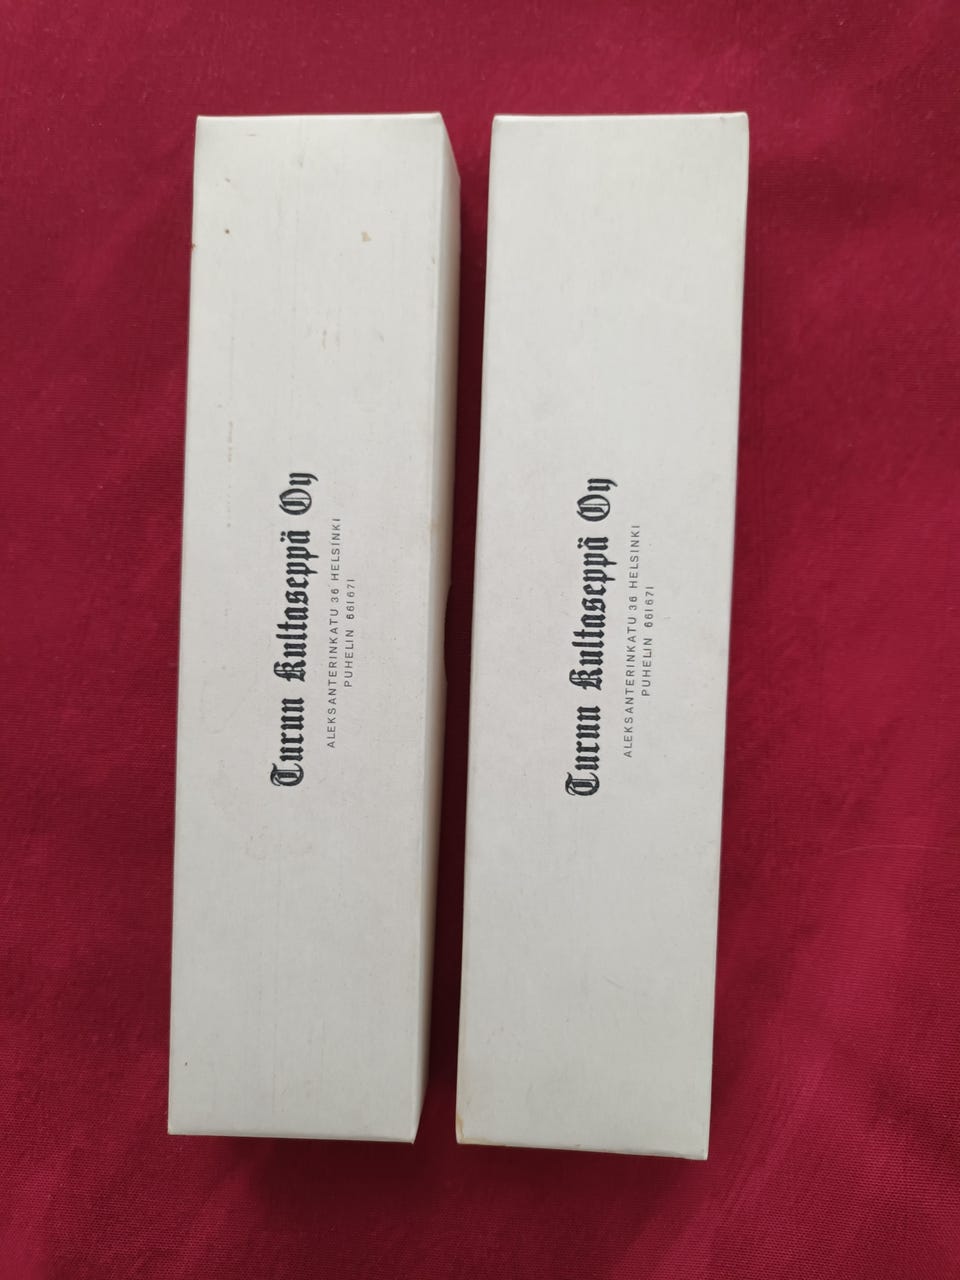 Turun Kultaseppä Oy
ALEKSANTERINKATU 36 HELSINKI
PUHELIN 661671
Turun Kultaseppä Oy
ALEKSANTERINKATU 36 HELSINKI
PUHELIN 661671